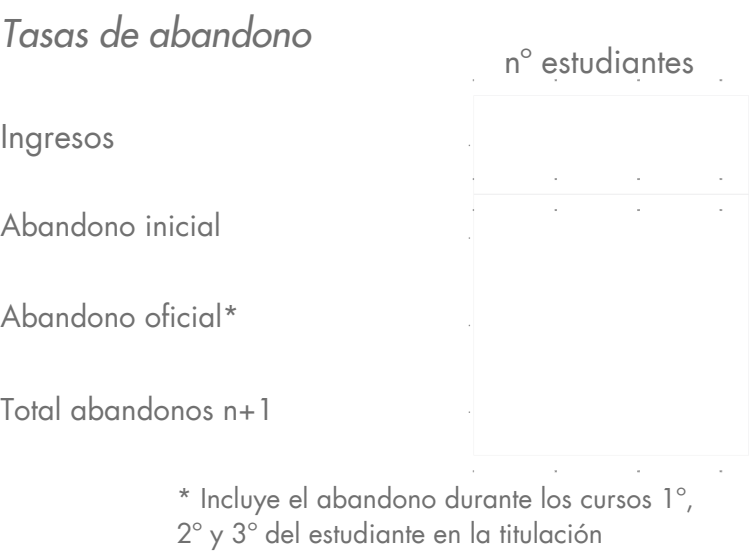 Tasas de abandono
nº estudiantes
Ingresos
Abandono inicial
Abandono oficial*
Total abandonos n+1
* Incluye el abandono durante los cursos 1º,
2º y 3º del estudiante en la titulación